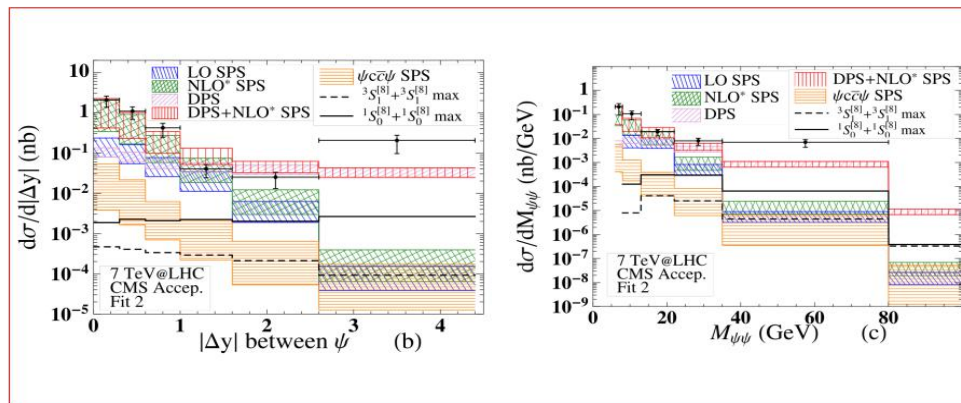 dσ/d|Δy| (nb)
10
1
10⁻¹
10⁻²
10⁻³
10⁻⁴
10⁻⁵
LO SPS
NLO* SPS
DPS
DPS+NLO* SPS
ψcc̄ψ SPS
³S₁^[8]+³S₁^[8] max
¹S₀^[8]+¹S₀^[8] max
7 TeV@LHC
CMS Accep.
Fit 2
0 1 2 3 4
|Δy| between ψ (b)
dσ/dM_ψψ (nb/GeV)
10⁻¹
10⁻²
10⁻³
10⁻⁴
10⁻⁵
10⁻⁶
10⁻⁷
10⁻⁸
10⁻⁹
LO SPS
NLO* SPS
DPS
DPS+NLO* SPS
ψcc̄ψ SPS
³S₁^[8]+³S₁^[8] max
¹S₀^[8]+¹S₀^[8] max
7 TeV@LHC
CMS Accep.
Fit 2
0 20 40 60 80
M_ψψ (GeV) (c)